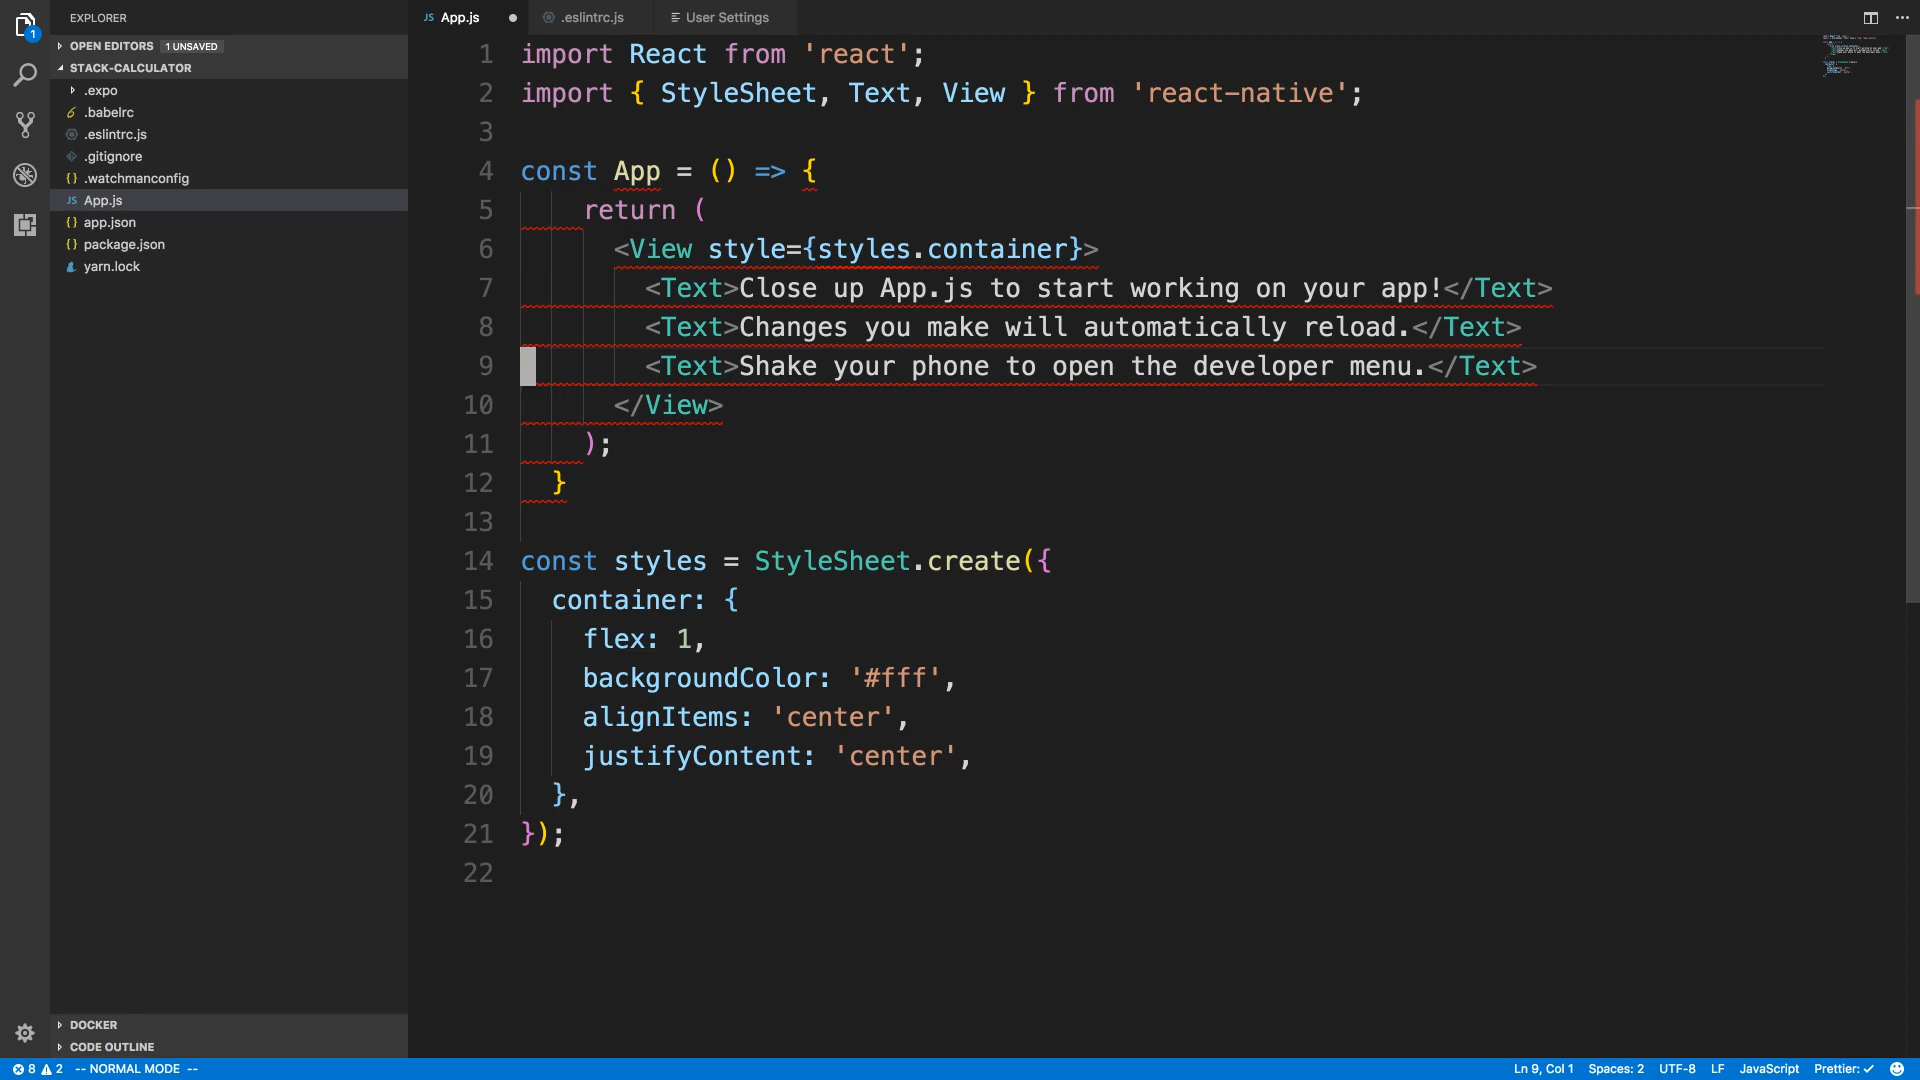 EXPLORER
OPEN EDITORS 1 UNSAVED
STACK-CALCULATOR
.expo
.babelrc
.eslintrc.js
.gitignore
{} .watchmanconfig
JS App.js
{} app.json
{} package.json
yarn.lock
DOCKER
CODE OUTLINE
1
JS App.js
.eslintrc.js
User Settings
1 import React from 'react';
2 import { StyleSheet, Text, View } from 'react-native';
3
4 const App = () => {
5 return (
6 <View style={styles.container}>
7 <Text>Close up App.js to start working on your app!</Text>
8 <Text>Changes you make will automatically reload.</Text>
9 <Text>Shake your phone to open the developer menu.</Text>
10 </View>
11 );
12 }
13
14 const styles = StyleSheet.create({
15 container: {
16 flex: 1,
17 backgroundColor: '#fff',
18 alignItems: 'center',
19 justifyContent: 'center',
20 },
21 });
22
8 2 -- NORMAL MODE --
Ln 9, Col 1 Spaces: 2 UTF-8 LF JavaScript Prettier: ✓